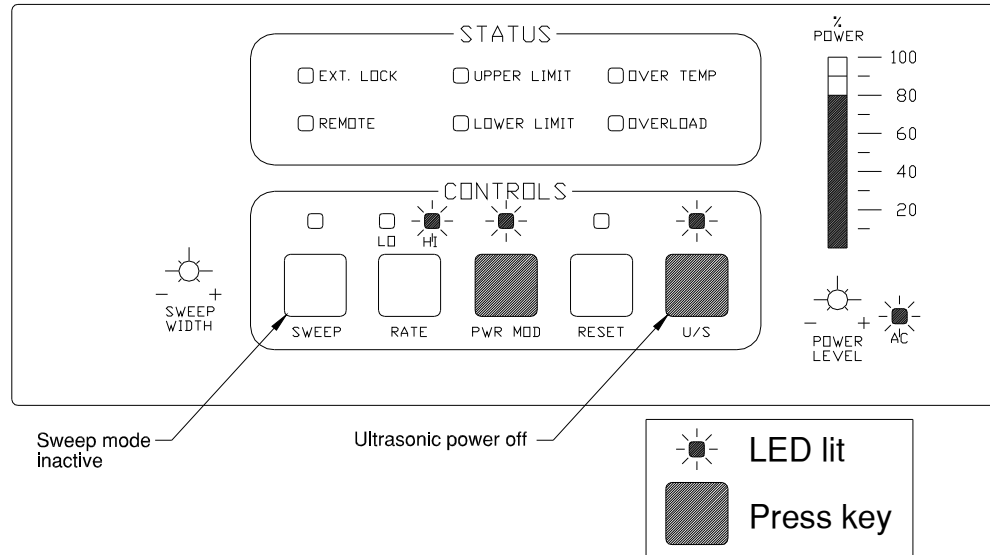 STATUS
EXT. LOCK UPPER LIMIT OVER TEMP
REMOTE LOWER LIMIT OVERLOAD
%
POWER
100
80
60
40
20
CONTROLS
LO HI
SWEEP RATE PWR MOD RESET U/S
- +
SWEEP
WIDTH
- +
POWER
LEVEL
AC
Sweep mode
inactive
Ultrasonic power off
LED lit
Press key